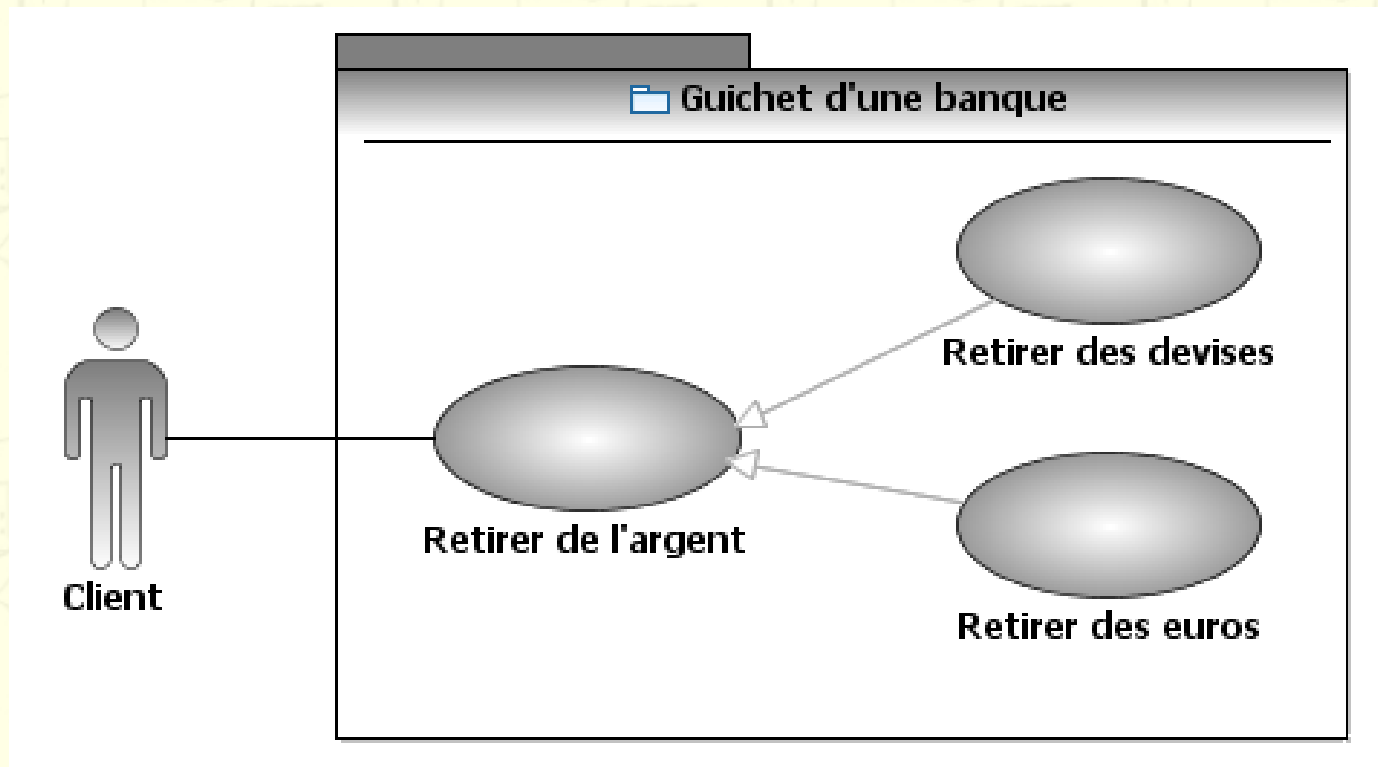 Guichet d'une banque
Retirer des devises
Retirer de l'argent
Client
Retirer des euros